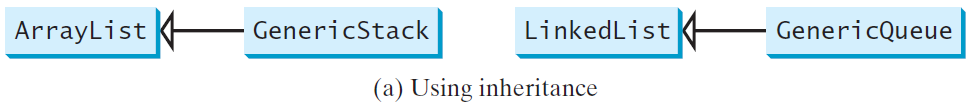 ArrayList GenericStack LinkedList GenericQueue
(a) Using inheritance